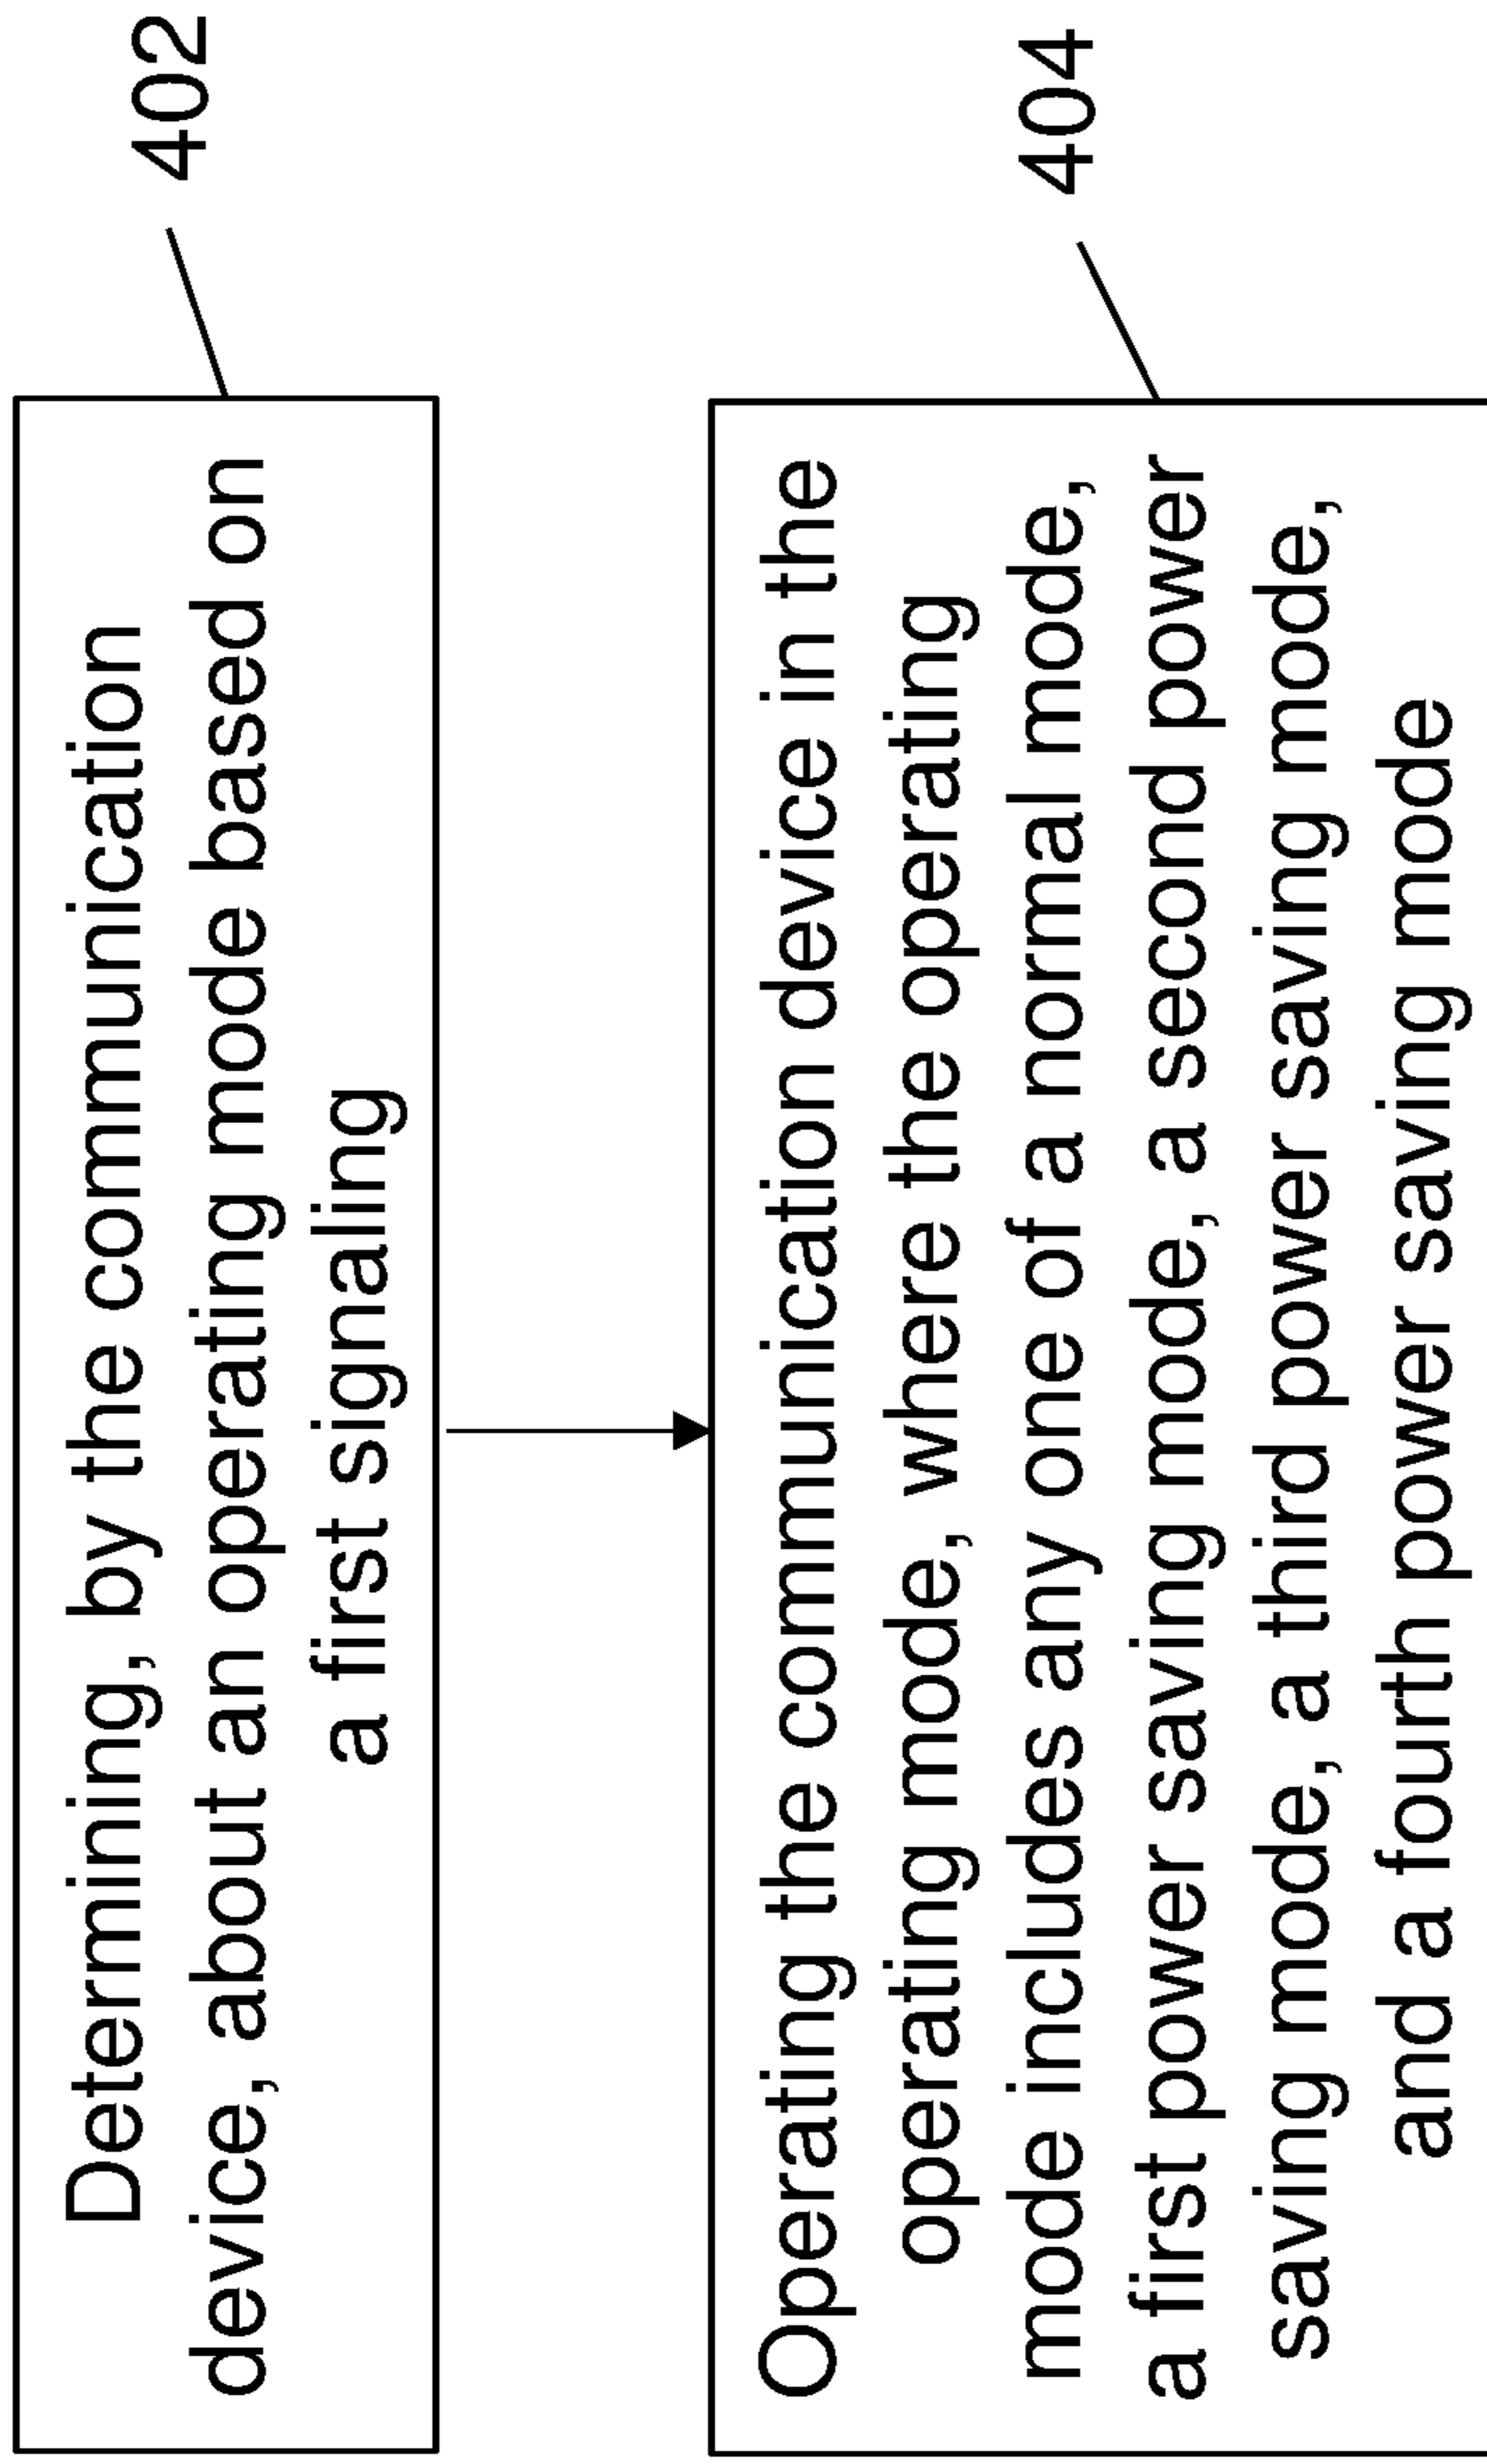 Determining, by the communication
device, about an operating mode based on
a first signaling
402
Operating the communication device in the
operating mode, where the operating
mode includes any one of a normal mode,
a first power saving mode, a second power
saving mode, a third power saving mode,
and a fourth power saving mode
404